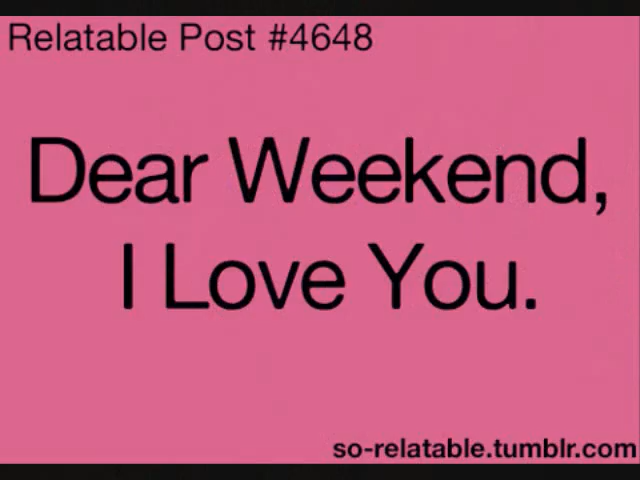 Relatable Post #4648
Dear Weekend,
I Love You.
so-relatable.tumblr.com